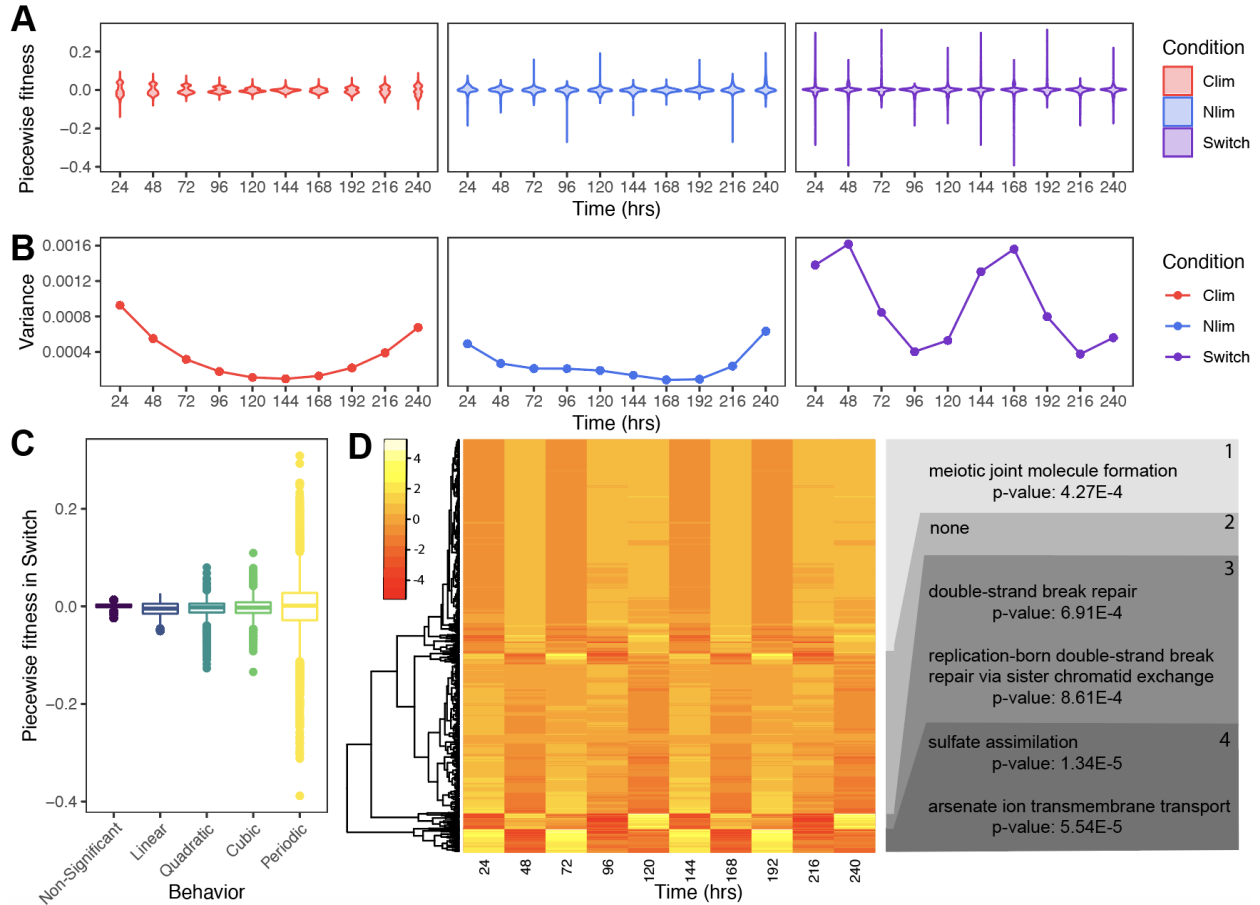 A
Piecewise fitness
0.2
0.0
−0.2
−0.4
24 48 72 96 120 144 168 192 216 240
24 48 72 96 120 144 168 192 216 240
24 48 72 96 120 144 168 192 216 240
Time (hrs)
Condition
Clim
Nlim
Switch
B
Variance
0.0016
0.0012
0.0008
0.0004
24 48 72 96 120 144 168 192 216 240
24 48 72 96 120 144 168 192 216 240
24 48 72 96 120 144 168 192 216 240
Time (hrs)
Condition
Clim
Nlim
Switch
C
Piecewise fitness in Switch
0.2
0.0
−0.2
−0.4
Non-Significant
Linear
Quadratic
Cubic
Periodic
Behavior
D
4
2
0
-2
-4
24 48 72 96 120 144 168 192 216 240
Time (hrs)
1
meiotic joint molecule formation
p-value: 4.27E-4
2
none
3
double-strand break repair
p-value: 6.91E-4
replication-born double-strand break
repair via sister chromatid exchange
p-value: 8.61E-4
4
sulfate assimilation
p-value: 1.34E-5
arsenate ion transmembrane transport
p-value: 5.54E-5